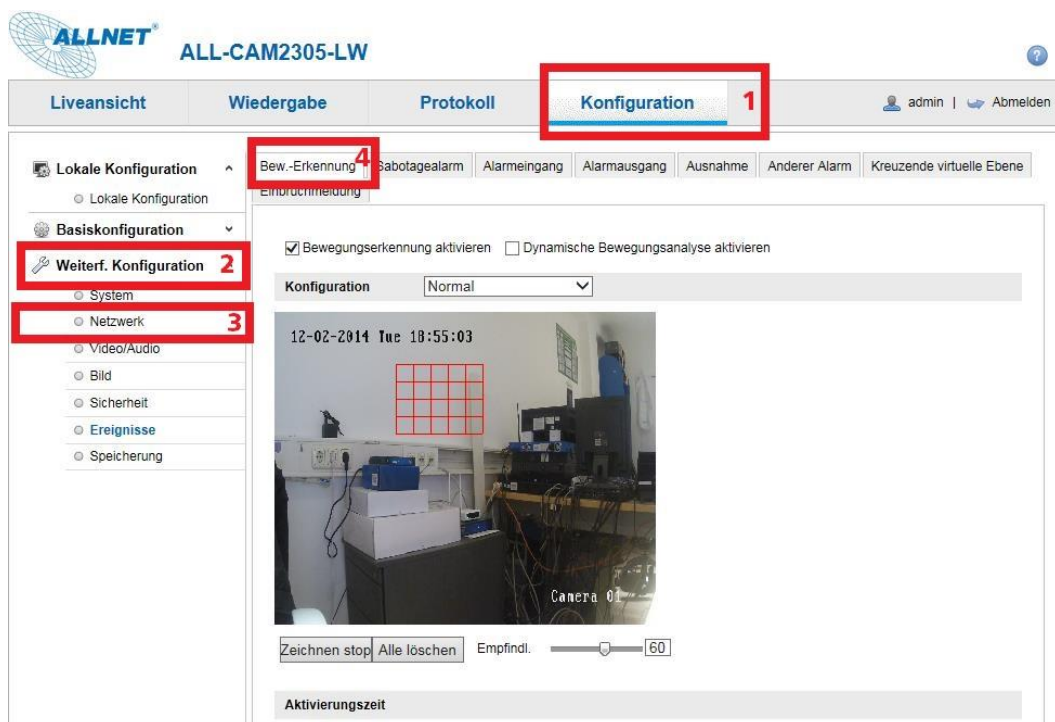 ALLNET®
ALL-CAM2305-LW
?
Liveansicht Wiedergabe Protokoll Konfiguration 1 admin | Abmelden
Lokale Konfiguration
Lokale Konfiguration
Basiskonfiguration
Weiterf. Konfiguration 2
System
Netzwerk 3
Video/Audio
Bild
Sicherheit
Ereignisse
Speicherung
Bew.-Erkennung 4 Sabotagealarm Alarmeingang Alarmausgang Ausnahme Anderer Alarm Kreuzende virtuelle Ebene
Einbruchmeldung
Bewegungserkennung aktivieren Dynamische Bewegungsanalyse aktivieren
Konfiguration Normal
12-02-2014 Tue 18:55:03
Camera 01
Zeichnen stop Alle löschen Empfindl. 60
Aktivierungszeit